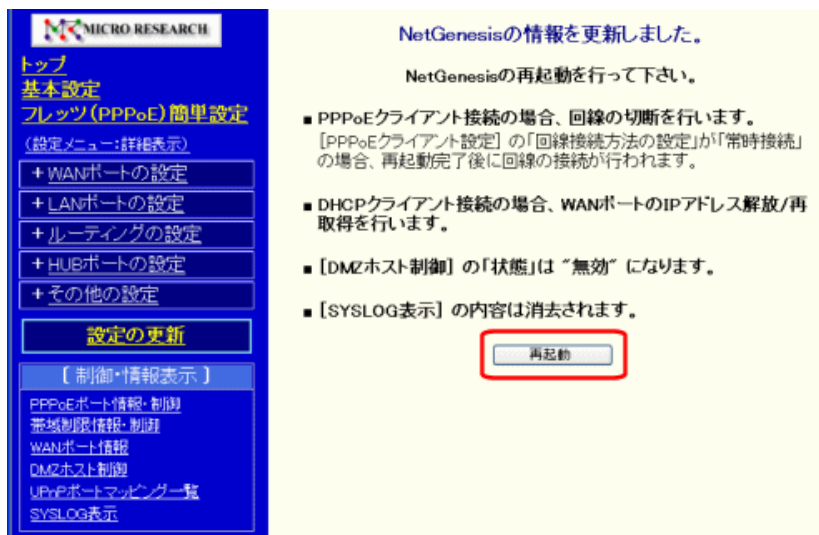 MICRO RESEARCH
トップ
基本設定
フレッツ(PPPoE)簡単設定
(設定メニュー:詳細表示)
+WANポートの設定
+LANポートの設定
+ルーティングの設定
+HUBポートの設定
+その他の設定
設定の更新
[制御・情報表示]
PPPoEポート情報・制御
帯域制限情報・制御
WANポート情報
DMZホスト制御
UPnPポートマッピング一覧
SYSLOG表示
NetGenesisの情報を更新しました。
NetGenesisの再起動を行って下さい。
■ PPPoEクライアント接続の場合、回線の切断を行います。
[PPPoEクライアント設定] の「回線接続方法の設定」が「常時接続」
の場合、再起動完了後に回線の接続が行われます。
■ DHCPクライアント接続の場合、WANポートのIPアドレス解放/再
取得を行います。
■ [DMZホスト制御] の「状態」は "無効" になります。
■ [SYSLOG表示] の内容は消去されます。
再起動